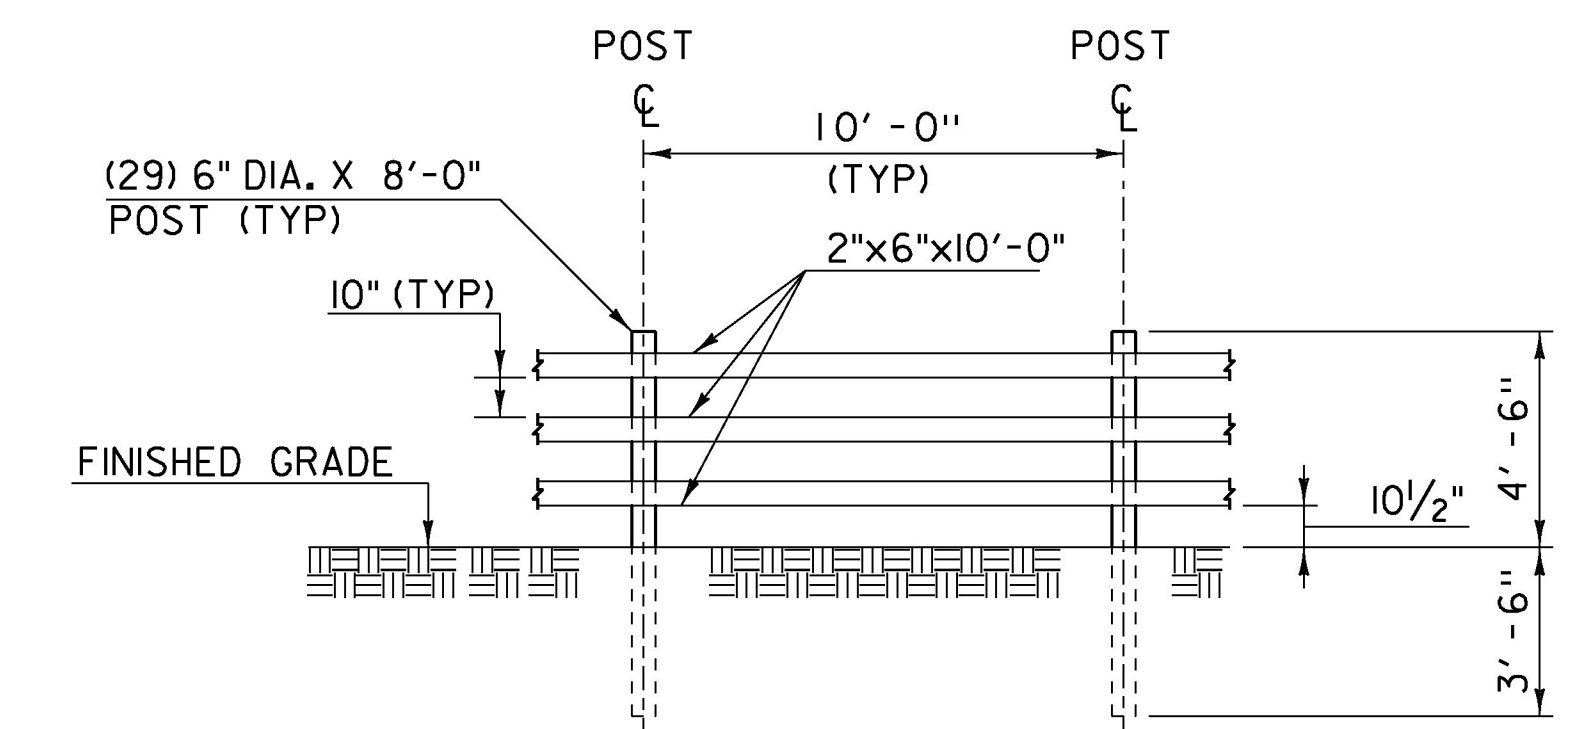 POST
POST
℄
℄
10'-0"
(TYP)
(29) 6" DIA. X 8'-0"
POST (TYP)
2"x6"x10'-0"
10" (TYP)
FINISHED GRADE
10½"
4'-6"
3'-6"